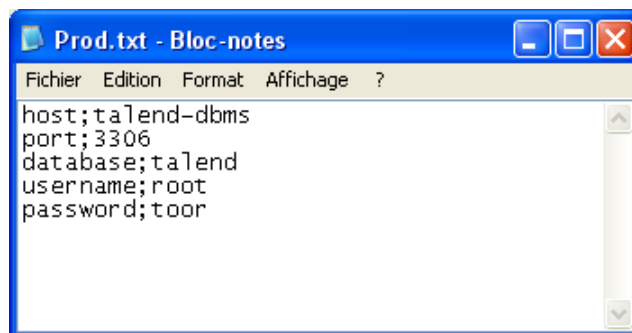 Prod.txt - Bloc-notes
Fichier Edition Format Affichage ?
host;talend-dbms
port;3306
database;talend
username;root
password;toor